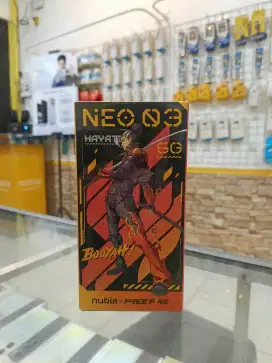 NEO 03
HAYATO
5G
BOOYAH!
nubia × FREE FIRE